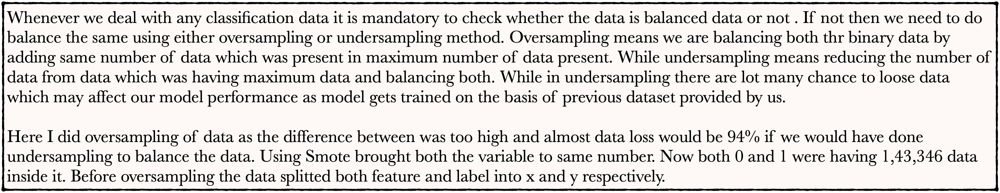 Whenever we deal with any classification data it is mandatory to check whether the data is balanced data or not . If not then we need to do
balance the same using either oversampling or undersampling method. Oversampling means we are balancing both thr binary data by
adding same number of data which was present in maximum number of data present. While undersampling means reducing the number of
data from data which was having maximum data and balancing both. While in undersampling there are lot many chance to loose data
which may affect our model performance as model gets trained on the basis of previous dataset provided by us.
Here I did oversampling of data as the difference between was too high and almost data loss would be 94% if we would have done
undersampling to balance the data. Using Smote brought both the variable to same number. Now both 0 and 1 were having 1,43,346 data
inside it. Before oversampling the data splitted both feature and label into x and y respectively.